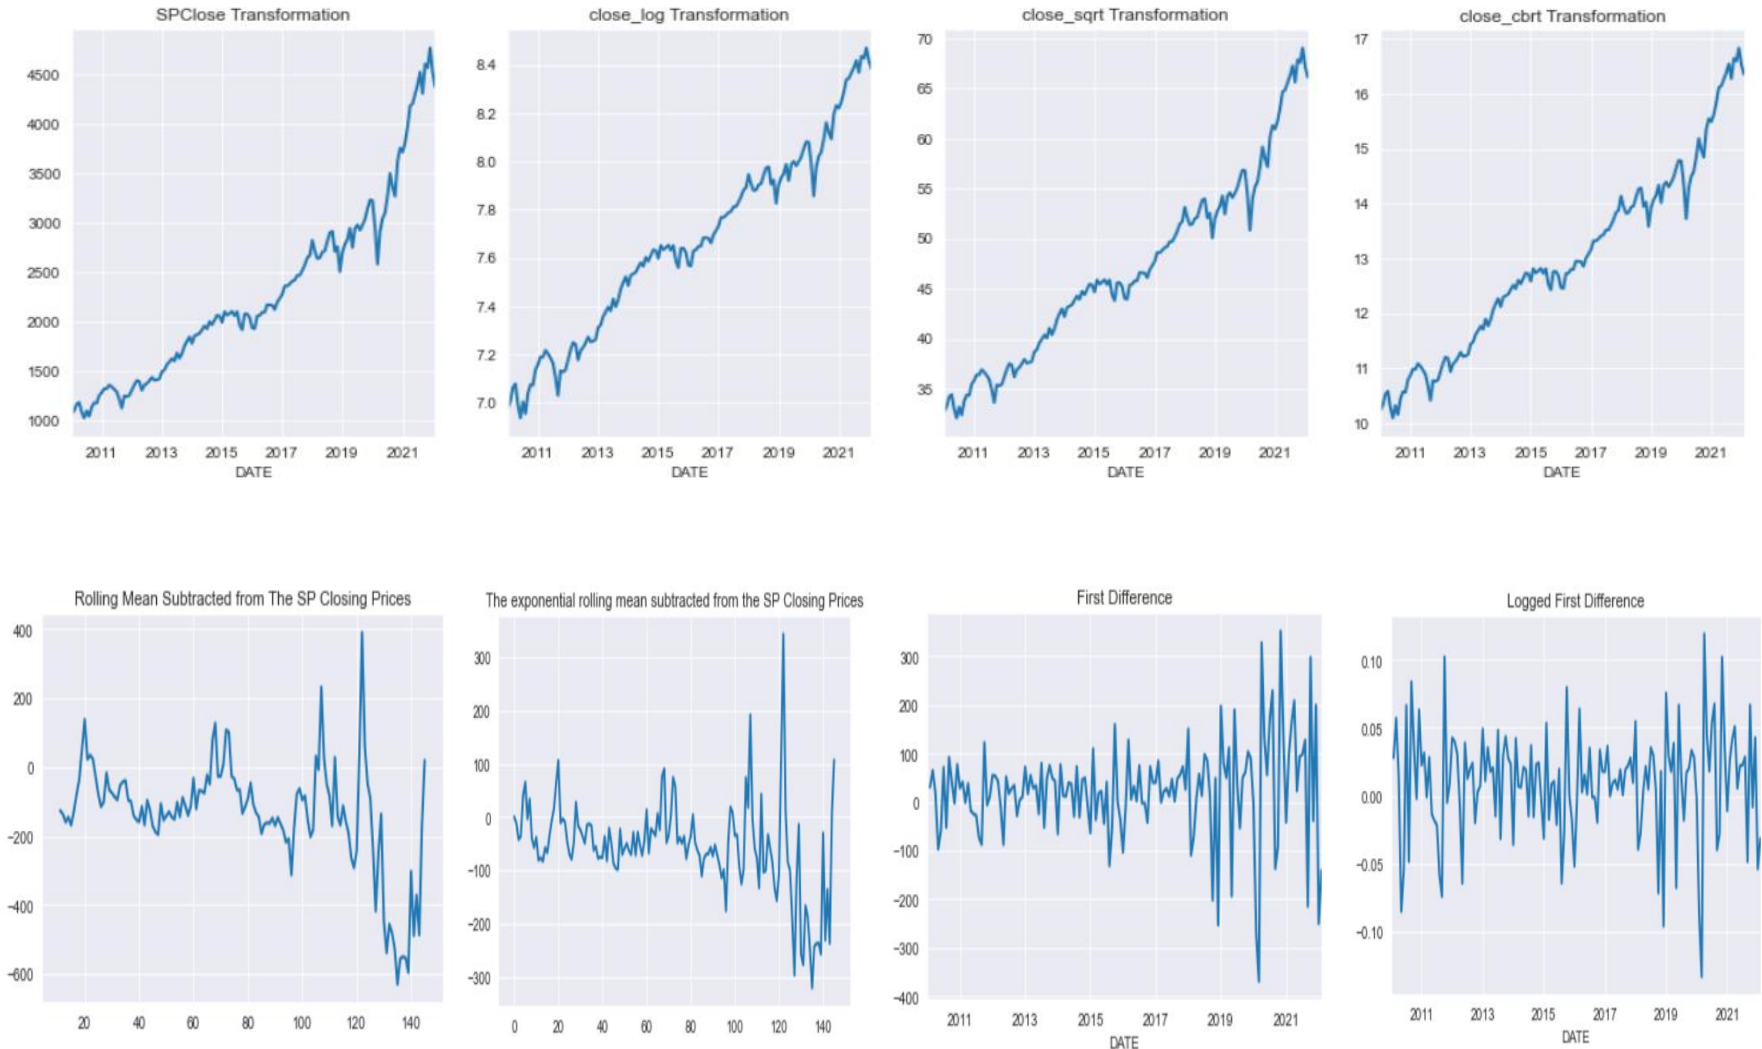 SPClose Transformation
4500
4000
3500
3000
2500
2000
1500
1000
2011 2013 2015 2017 2019 2021
DATE
close_log Transformation
8.4
8.2
8.0
7.8
7.6
7.4
7.2
7.0
2011 2013 2015 2017 2019 2021
DATE
close_sqrt Transformation
70
65
60
55
50
45
40
35
2011 2013 2015 2017 2019 2021
DATE
close_cbrt Transformation
17
16
15
14
13
12
11
10
2011 2013 2015 2017 2019 2021
DATE
Rolling Mean Subtracted from The SP Closing Prices
400
200
0
−200
−400
−600
20 40 60 80 100 120 140
The exponential rolling mean subtracted from the SP Closing Prices
300
200
100
0
−100
−200
−300
0 20 40 60 80 100 120 140
First Difference
300
200
100
0
−100
−200
−300
−400
2011 2013 2015 2017 2019 2021
DATE
Logged First Difference
0.10
0.05
0.00
−0.05
−0.10
2011 2013 2015 2017 2019 2021
DATE